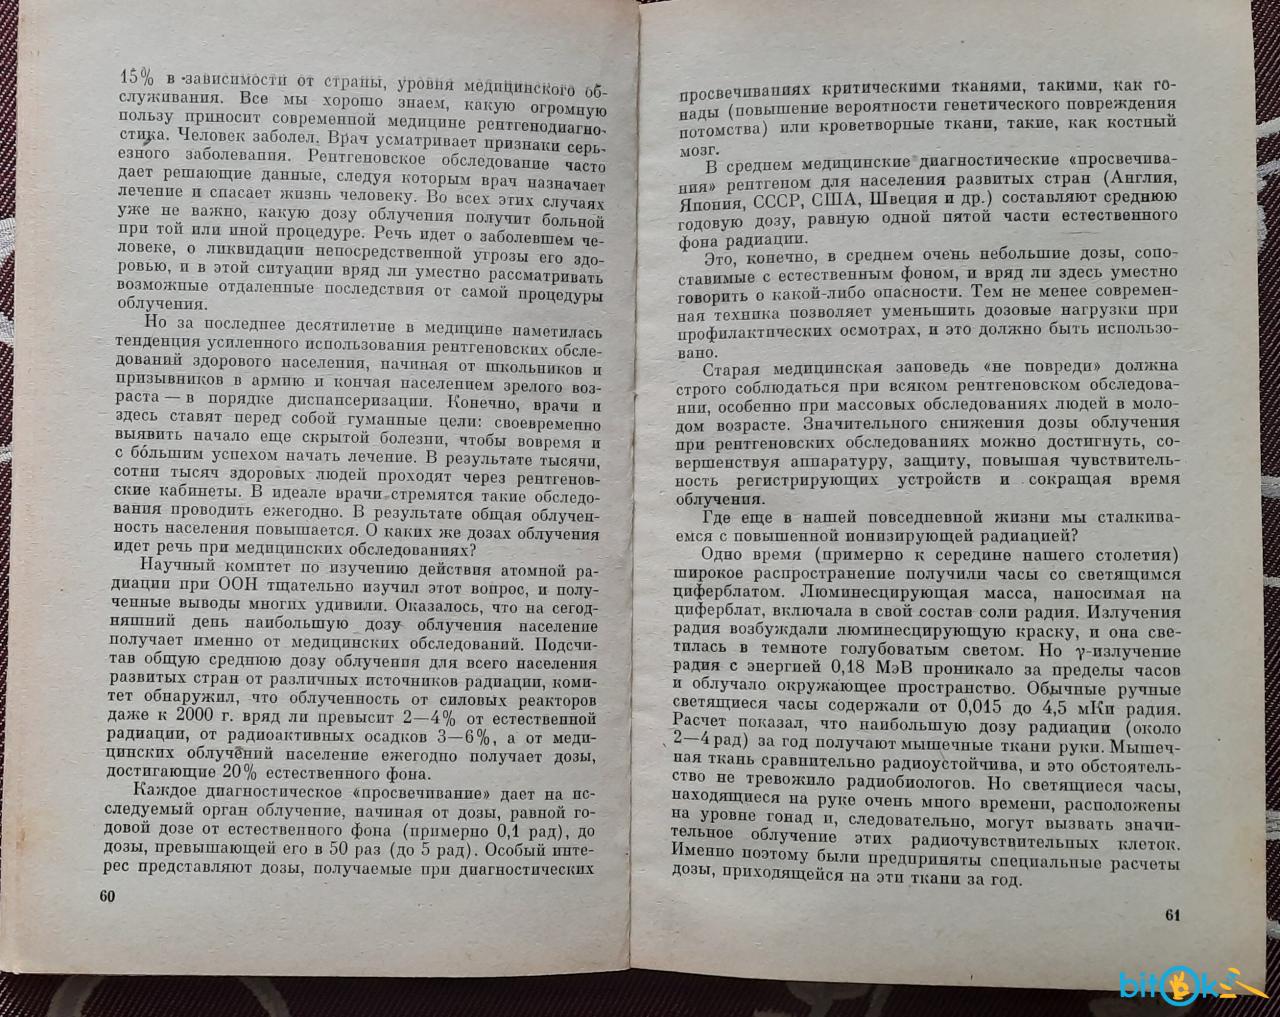 15% в зависимости от страны, уровня медицинского об-
служивания. Все мы хорошо знаем, какую огромную
пользу приносит современной медицине рентгенодиагно-
стика. Человек заболел. Врач усматривает признаки серь-
езного заболевания. Рентгеновское обследование часто
дает решающие данные, следуя которым врач назначает
лечение и спасает жизнь человеку. Во всех этих случаях
уже не важно, какую дозу облучения получит больной
при той или иной процедуре. Речь идет о заболевшем че-
ловеке, о ликвидации непосредственной угрозы его здо-
ровью, и в этой ситуации вряд ли уместно рассматривать
возможные отдаленные последствия от самой процедуры
облучения.
Но за последнее десятилетие в медицине наметилась
тенденция усиленного использования рентгеновских обсле-
дований здорового населения, начиная от школьников и
призывников в армию и кончая населением зрелого воз-
раста — в порядке диспансеризации. Конечно, врачи и
здесь ставят перед собой гуманные цели: своевременно
выявить начало еще скрытой болезни, чтобы вовремя и
с бо́льшим успехом начать лечение. В результате тысячи,
сотни тысяч здоровых людей проходят через рентгенов-
ские кабинеты. В идеале врачи стремятся такие обследо-
вания проводить ежегодно. В результате общая облучен-
ность населения повышается. О каких же дозах облучения
идет речь при медицинских обследованиях?
Научный комитет по изучению действия атомной ра-
диации при ООН тщательно изучил этот вопрос, и полу-
ченные выводы многих удивили. Оказалось, что на сегод-
няшний день наибольшую дозу облучения население
получает именно от медицинских обследований. Подсчи-
тав общую среднюю дозу облучения для всего населения
развитых стран от различных источников радиации, коми-
тет обнаружил, что облученность от силовых реакторов
даже к 2000 г. вряд ли превысит 2—4% от естественной
радиации, от радиоактивных осадков 3—6%, а от меди-
цинских облучений население ежегодно получает дозы,
достигающие 20% естественного фона.
Каждое диагностическое «просвечивание» дает на ис-
следуемый орган облучение, начиная от дозы, равной го-
довой дозе от естественного фона (примерно 0,1 рад), до
дозы, превышающей его в 50 раз (до 5 рад). Особый инте-
рес представляют дозы, получаемые при диагностических
60
просвечиваниях критическими тканями, такими, как го-
нады (повышение вероятности генетического повреждения
потомства) или кроветворные ткани, такие, как костный
мозг.
В среднем медицинские диагностические «просвечива-
ния» рентгеном для населения развитых стран (Англия,
Япония, СССР, США, Швеция и др.) составляют среднюю
годовую дозу, равную одной пятой части естественного
фона радиации.
Это, конечно, в среднем очень небольшие дозы, сопо-
ставимые с естественным фоном, и вряд ли здесь уместно
говорить о какой-либо опасности. Тем не менее современ-
ная техника позволяет уменьшить дозовые нагрузки при
профилактических осмотрах, и это должно быть использо-
вано.
Старая медицинская заповедь «не повреди» должна
строго соблюдаться при всяком рентгеновском обследова-
нии, особенно при массовых обследованиях людей в моло-
дом возрасте. Значительного снижения дозы облучения
при рентгеновских обследованиях можно достигнуть, со-
вершенствуя аппаратуру, защиту, повышая чувствитель-
ность регистрирующих устройств и сокращая время
облучения.
Где еще в нашей повседневной жизни мы сталкива-
емся с повышенной ионизирующей радиацией?
Одно время (примерно к середине нашего столетия)
широкое распространение получили часы со светящимся
циферблатом. Люминесцирующая масса, наносимая на
циферблат, включала в свой состав соли радия. Излучения
радия возбуждали люминесцирующую краску, и она све-
тилась в темноте голубоватым светом. Но γ-излучение
радия с энергией 0,18 МэВ проникало за пределы часов
и облучало окружающее пространство. Обычные ручные
светящиеся часы содержали от 0,015 до 4,5 мКи радия.
Расчет показал, что наибольшую дозу радиации (около
2—4 рад) за год получают мышечные ткани руки. Мышеч-
ная ткань сравнительно радиоустойчива, и это обстоятель-
ство не тревожило радиобиологов. Но светящиеся часы,
находящиеся на руке очень много времени, расположены
на уровне гонад и, следовательно, могут вызвать значи-
тельное облучение этих радиочувствительных клеток.
Именно поэтому были предприняты специальные расчеты
дозы, приходящейся на эти ткани за год.
61
bitOk